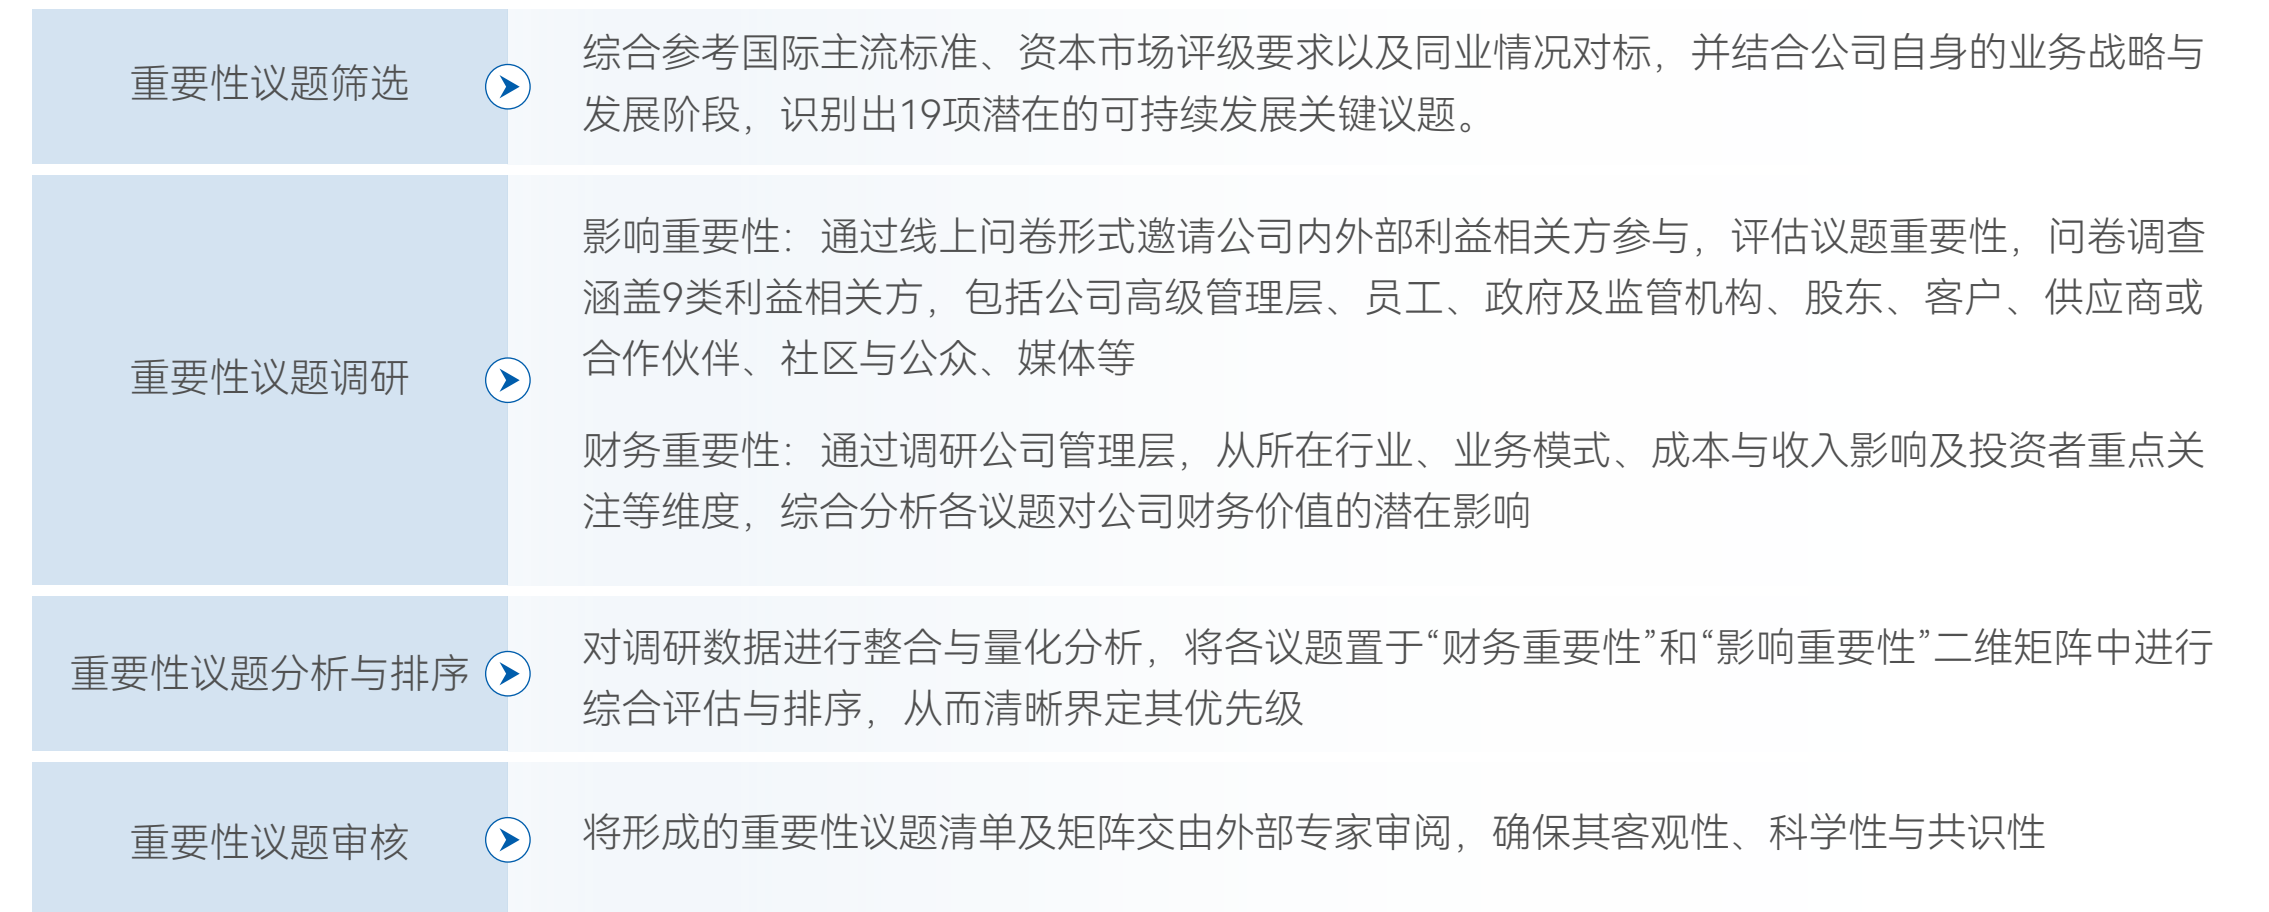 重要性议题筛选
综合参考国际主流标准、资本市场评级要求以及同业情况对标，并结合公司自身的业务战略与
发展阶段，识别出19项潜在的可持续发展关键议题。
重要性议题调研
影响重要性：通过线上问卷形式邀请公司内外部利益相关方参与，评估议题重要性，问卷调查
涵盖9类利益相关方，包括公司高级管理层、员工、政府及监管机构、股东、客户、供应商或
合作伙伴、社区与公众、媒体等
财务重要性：通过调研公司管理层，从所在行业、业务模式、成本与收入影响及投资者重点关
注等维度，综合分析各议题对公司财务价值的潜在影响
重要性议题分析与排序
对调研数据进行整合与量化分析，将各议题置于“财务重要性”和“影响重要性”二维矩阵中进行
综合评估与排序，从而清晰界定其优先级
重要性议题审核
将形成的重要性议题清单及矩阵交由外部专家审阅，确保其客观性、科学性与共识性